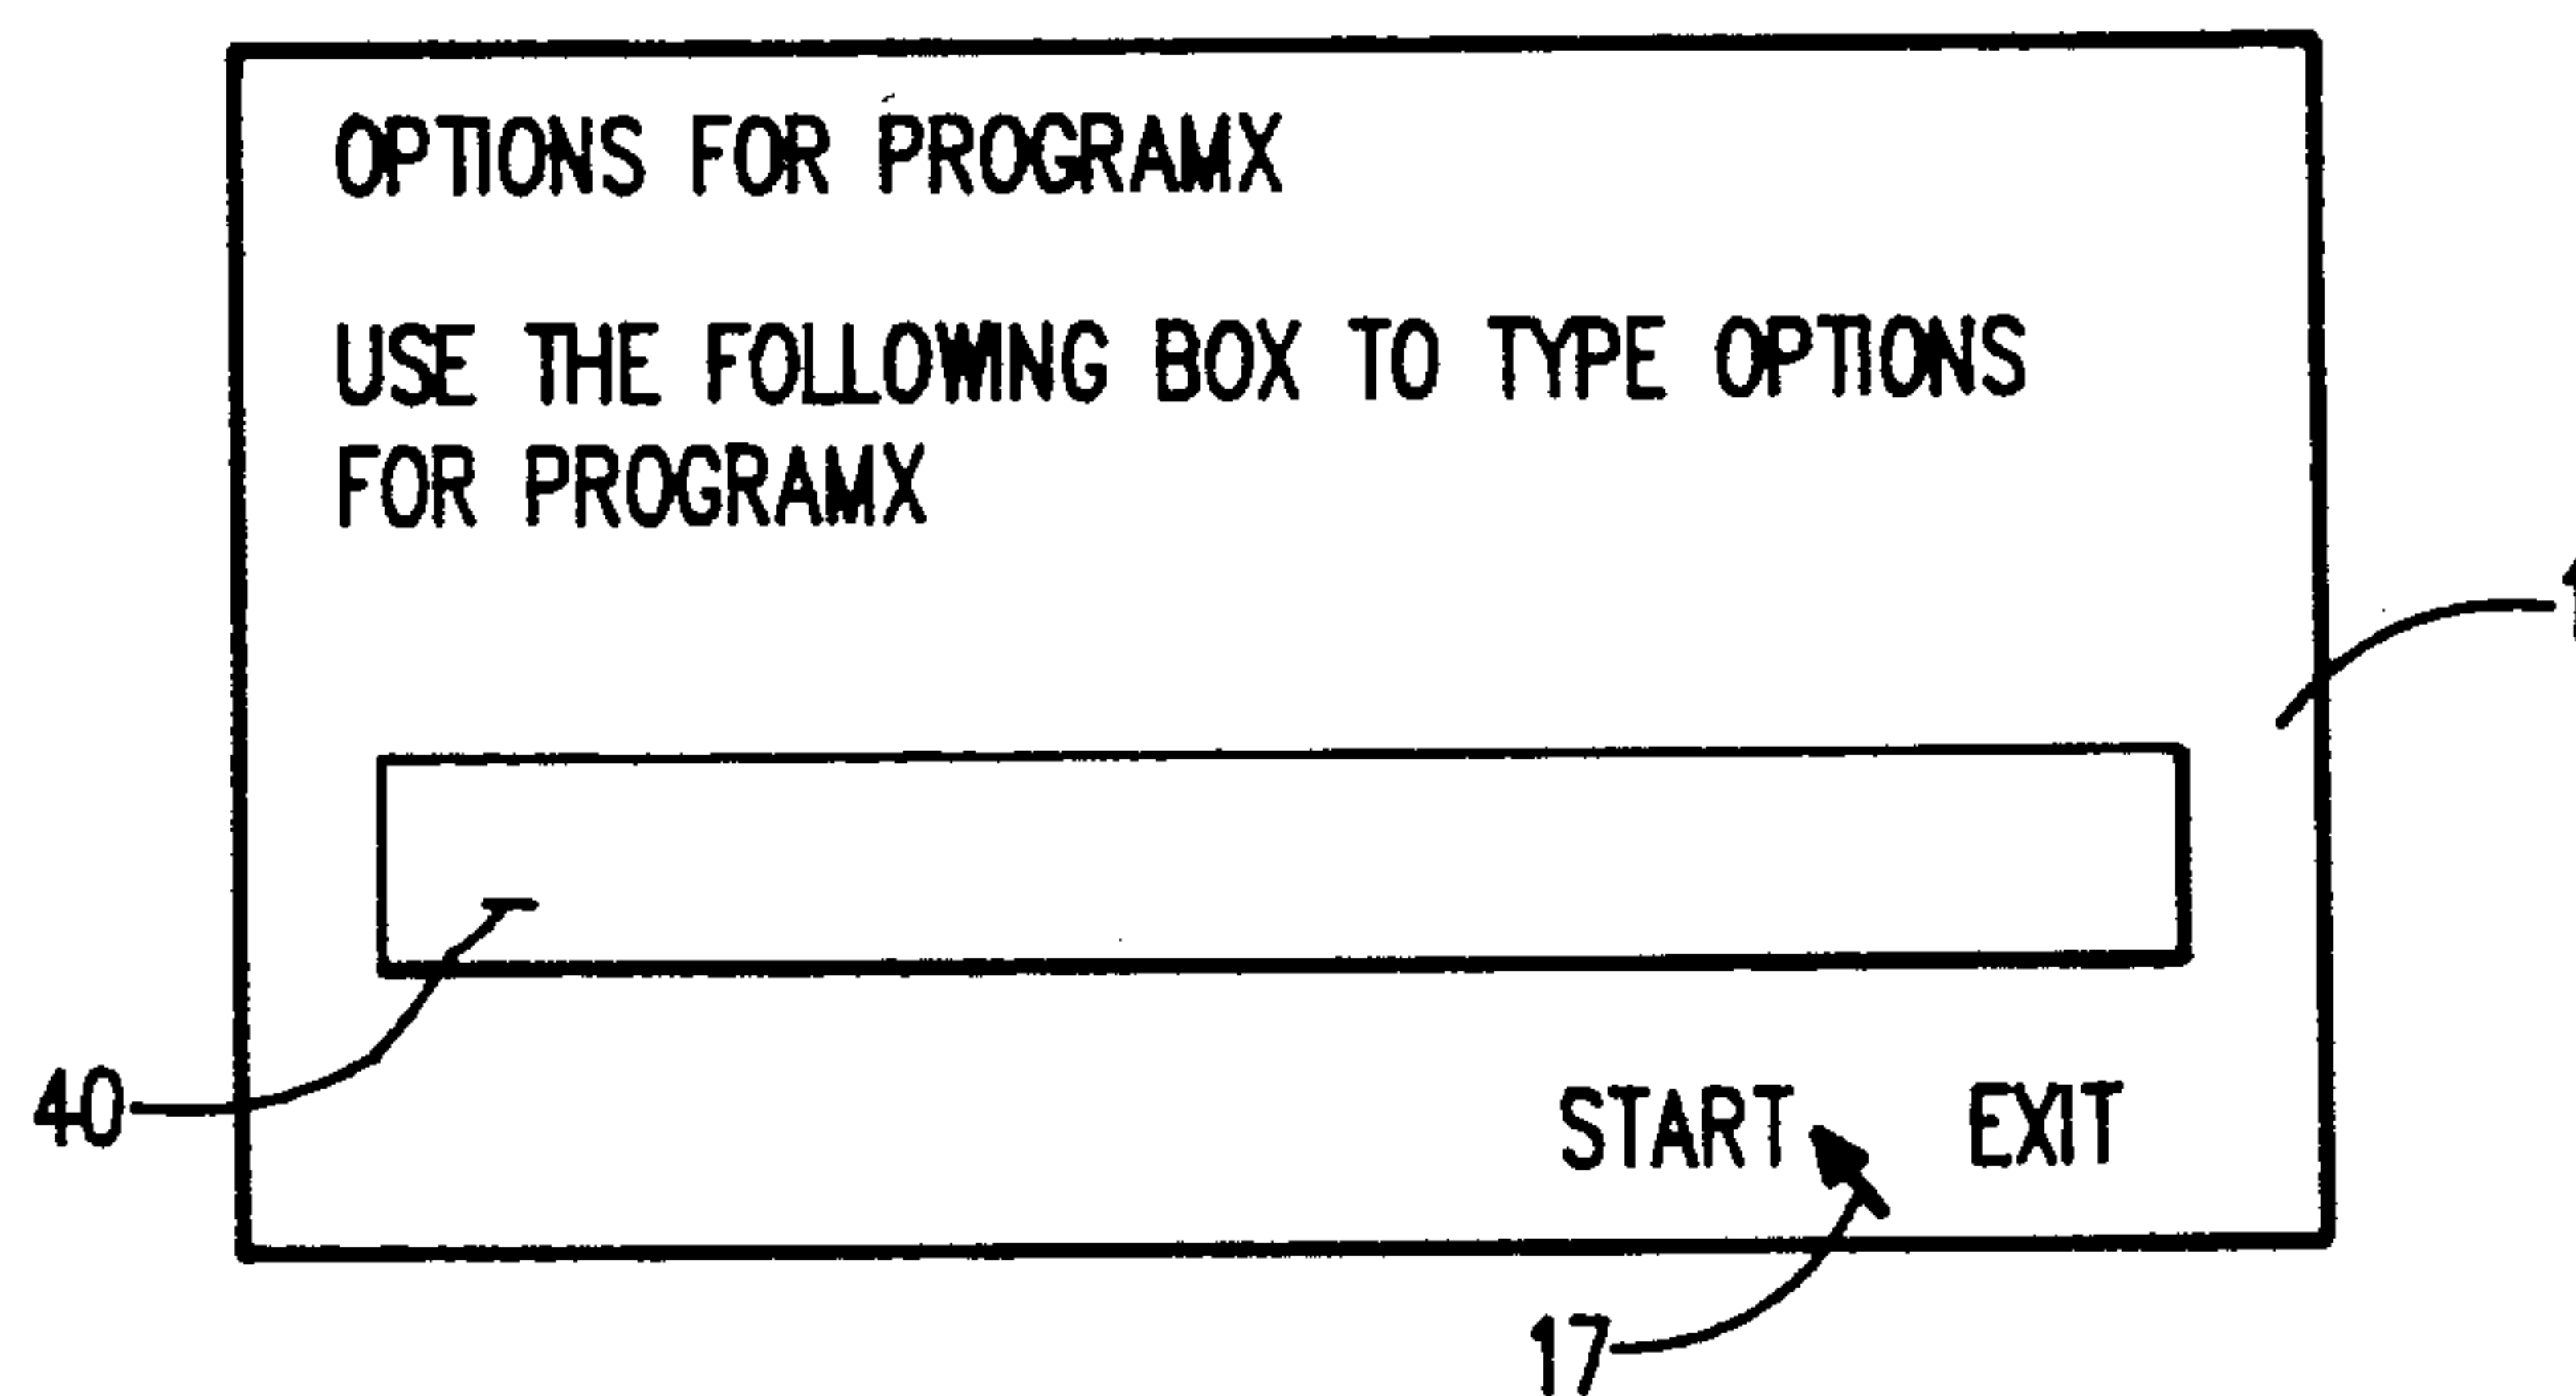 OPTIONS FOR PROGRAMX
USE THE FOLLOWING BOX TO TYPE OPTIONS
FOR PROGRAMX
40
START EXIT
17